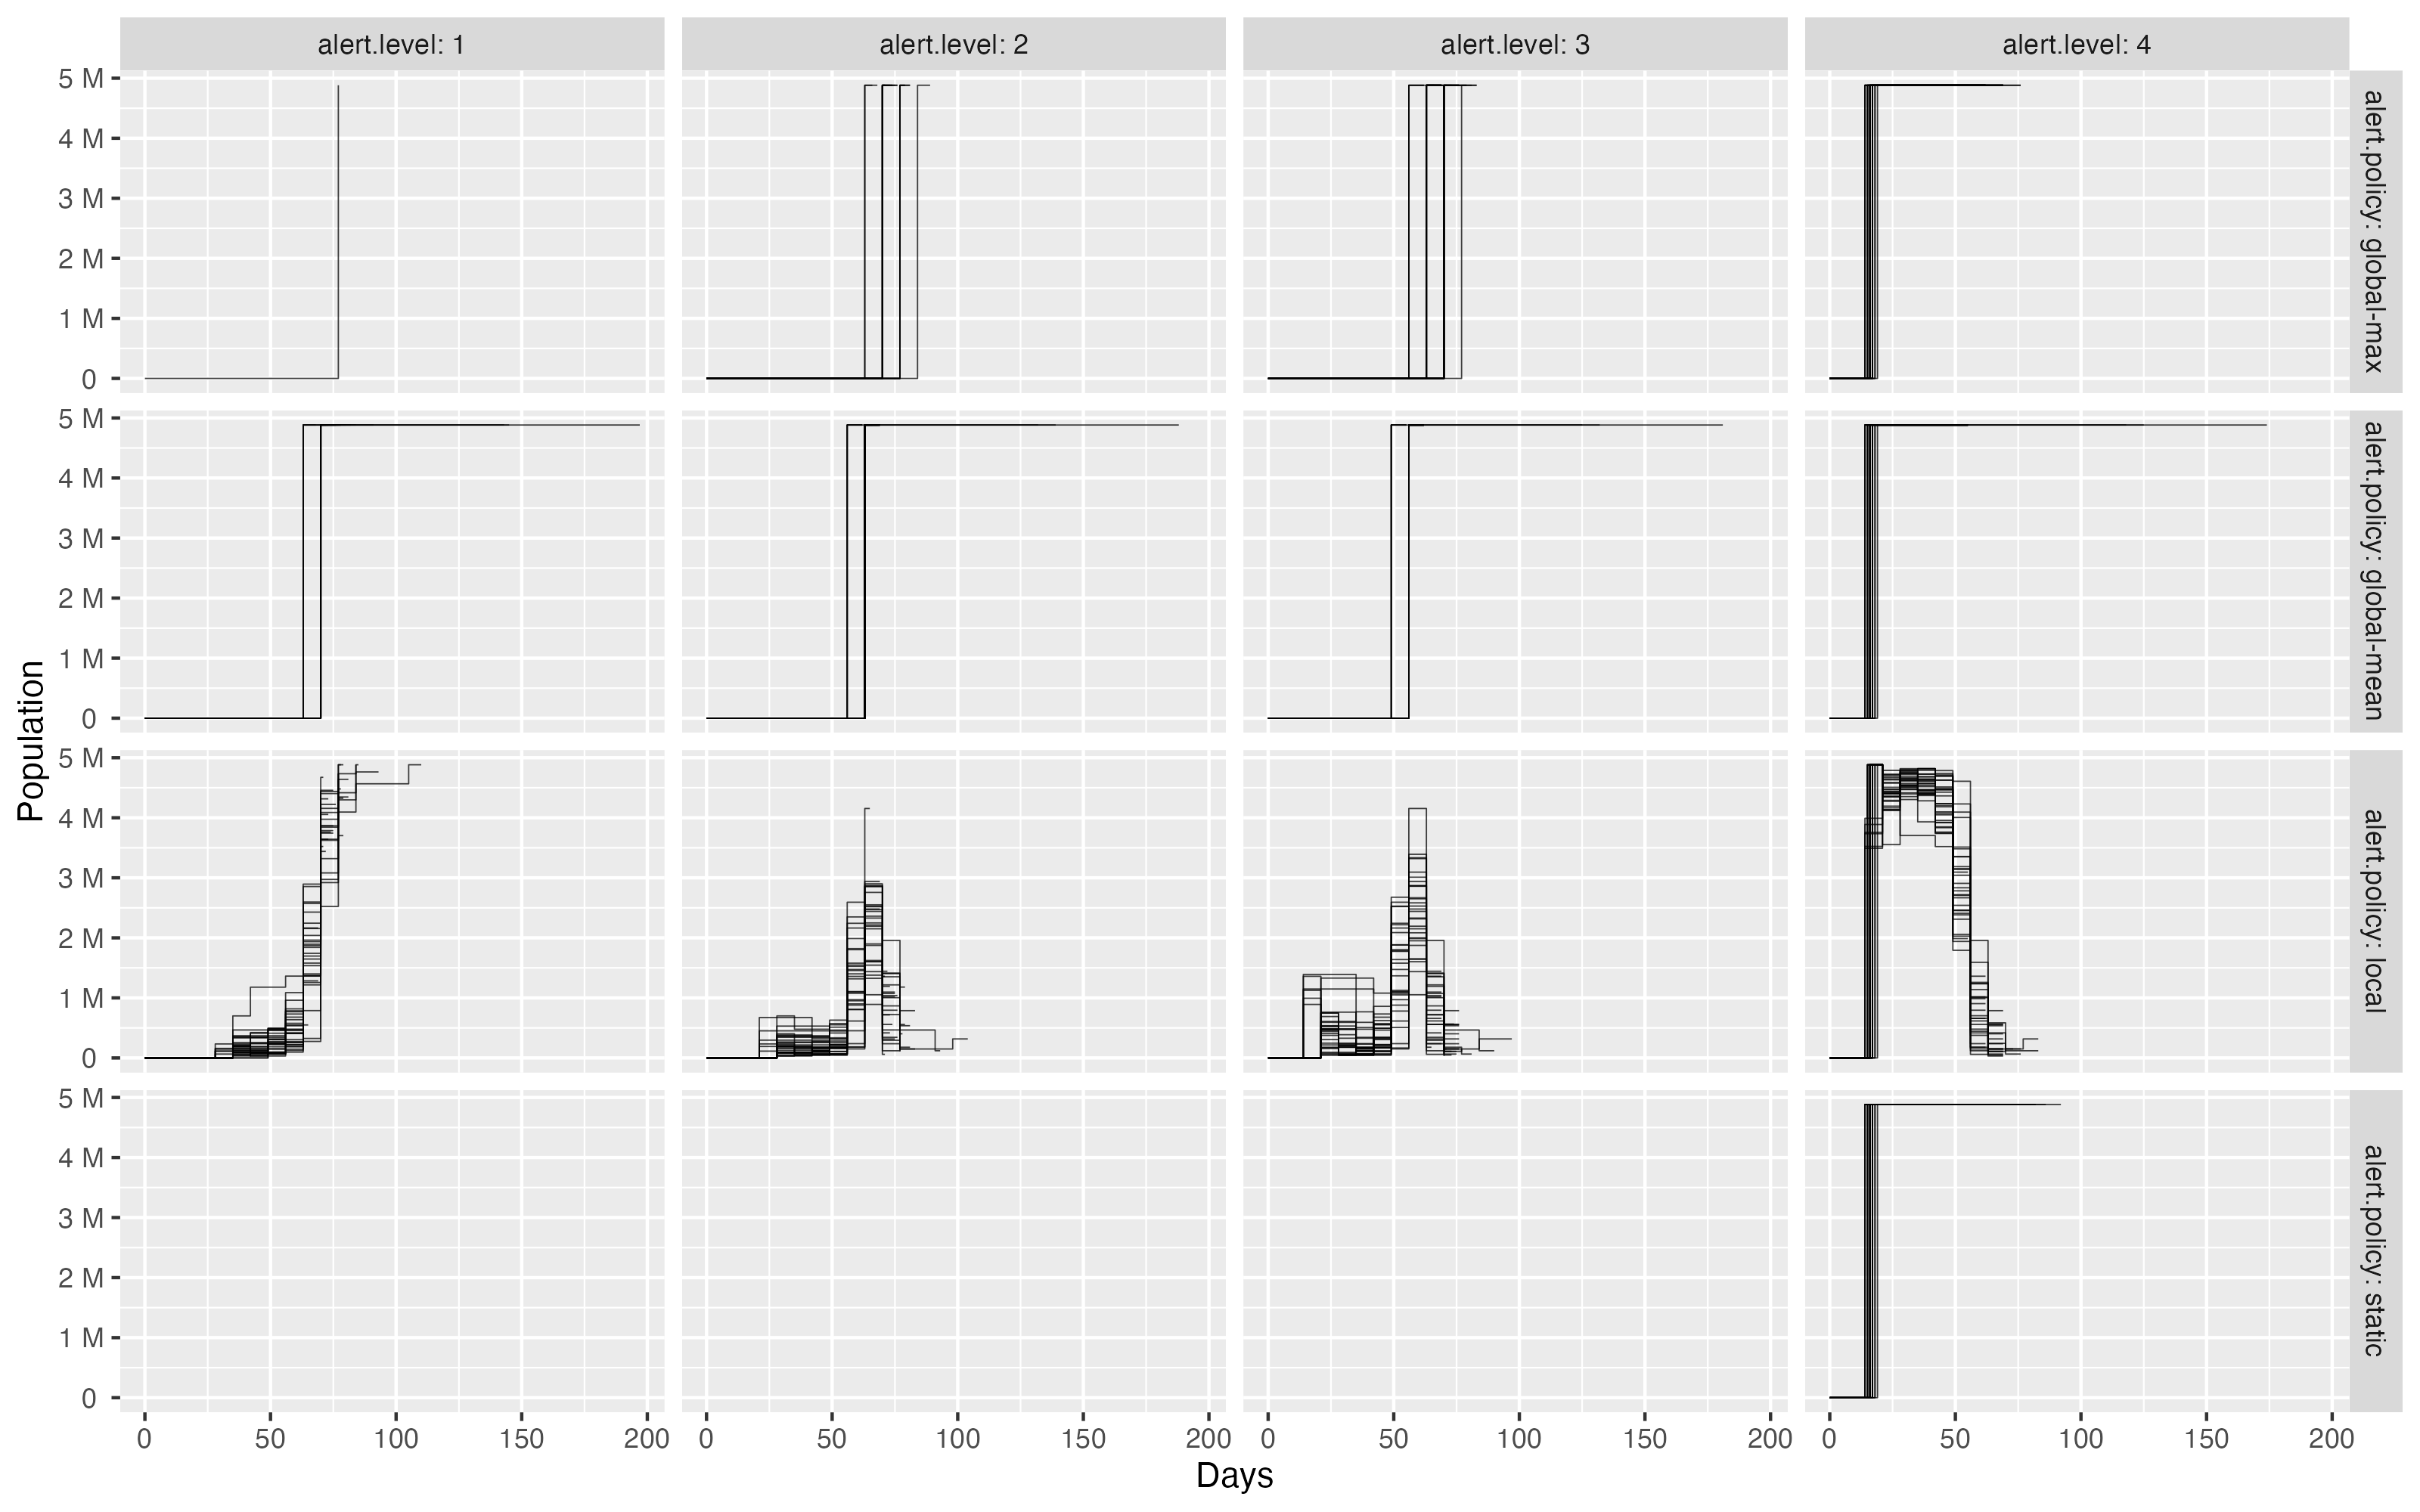 alert.level: 1
alert.level: 2
alert.level: 3
alert.level: 4
5 M
4 M
3 M
2 M
1 M
0
alert.policy: global-max
5 M
4 M
3 M
2 M
1 M
0
alert.policy: global-mean
Population
5 M
4 M
3 M
2 M
1 M
0
alert.policy: local
5 M
4 M
3 M
2 M
1 M
0
alert.policy: static
0 50 100 150 200
0 50 100 150 200
0 50 100 150 200
0 50 100 150 200
Days